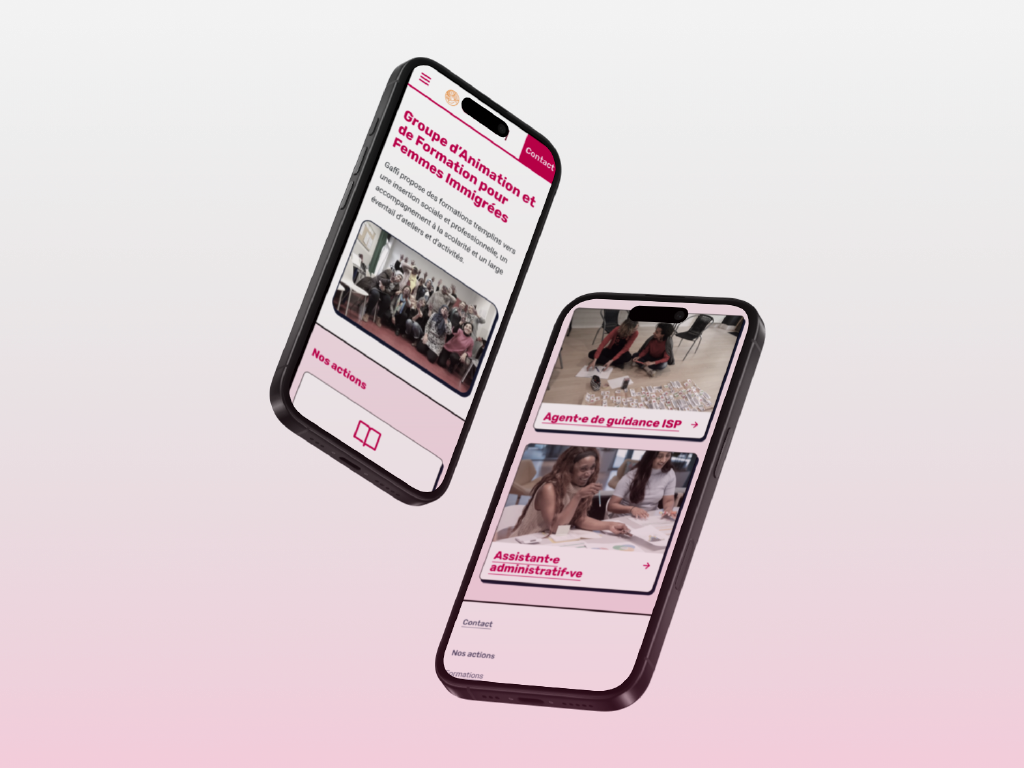 Contact
Groupe d'Animation et
de Formation pour
Femmes Immigrées
Gaffi propose des formations tremplins vers
une insertion sociale et professionnelle, un
accompagnement à la scolarité et un large
éventail d'ateliers et d'activités.
Nos actions
Agent•e de guidance ISP
Assistant•e
administratif•ve
Contact
Nos actions
Formations